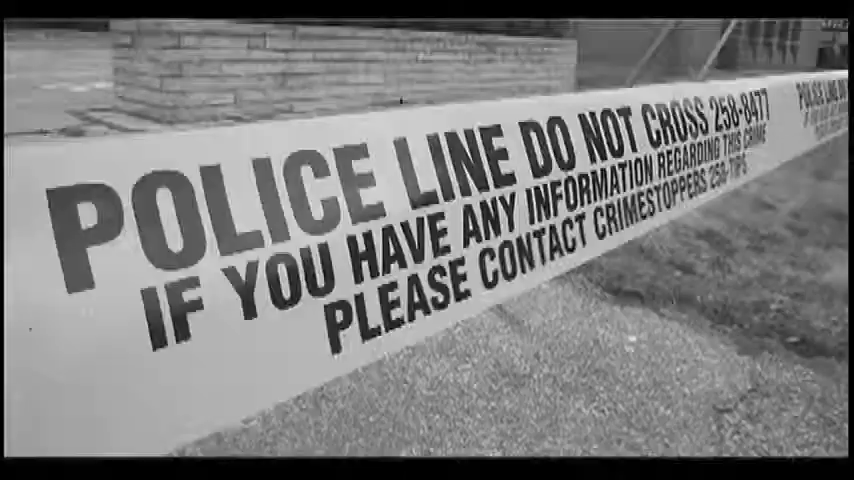 POLICE LINE DO NOT CROSS 258-8477
IF YOU HAVE ANY INFORMATION REGARDING THIS CRIME
PLEASE CONTACT CRIMESTOPPERS 258-TIPS
POLICE LINE DO